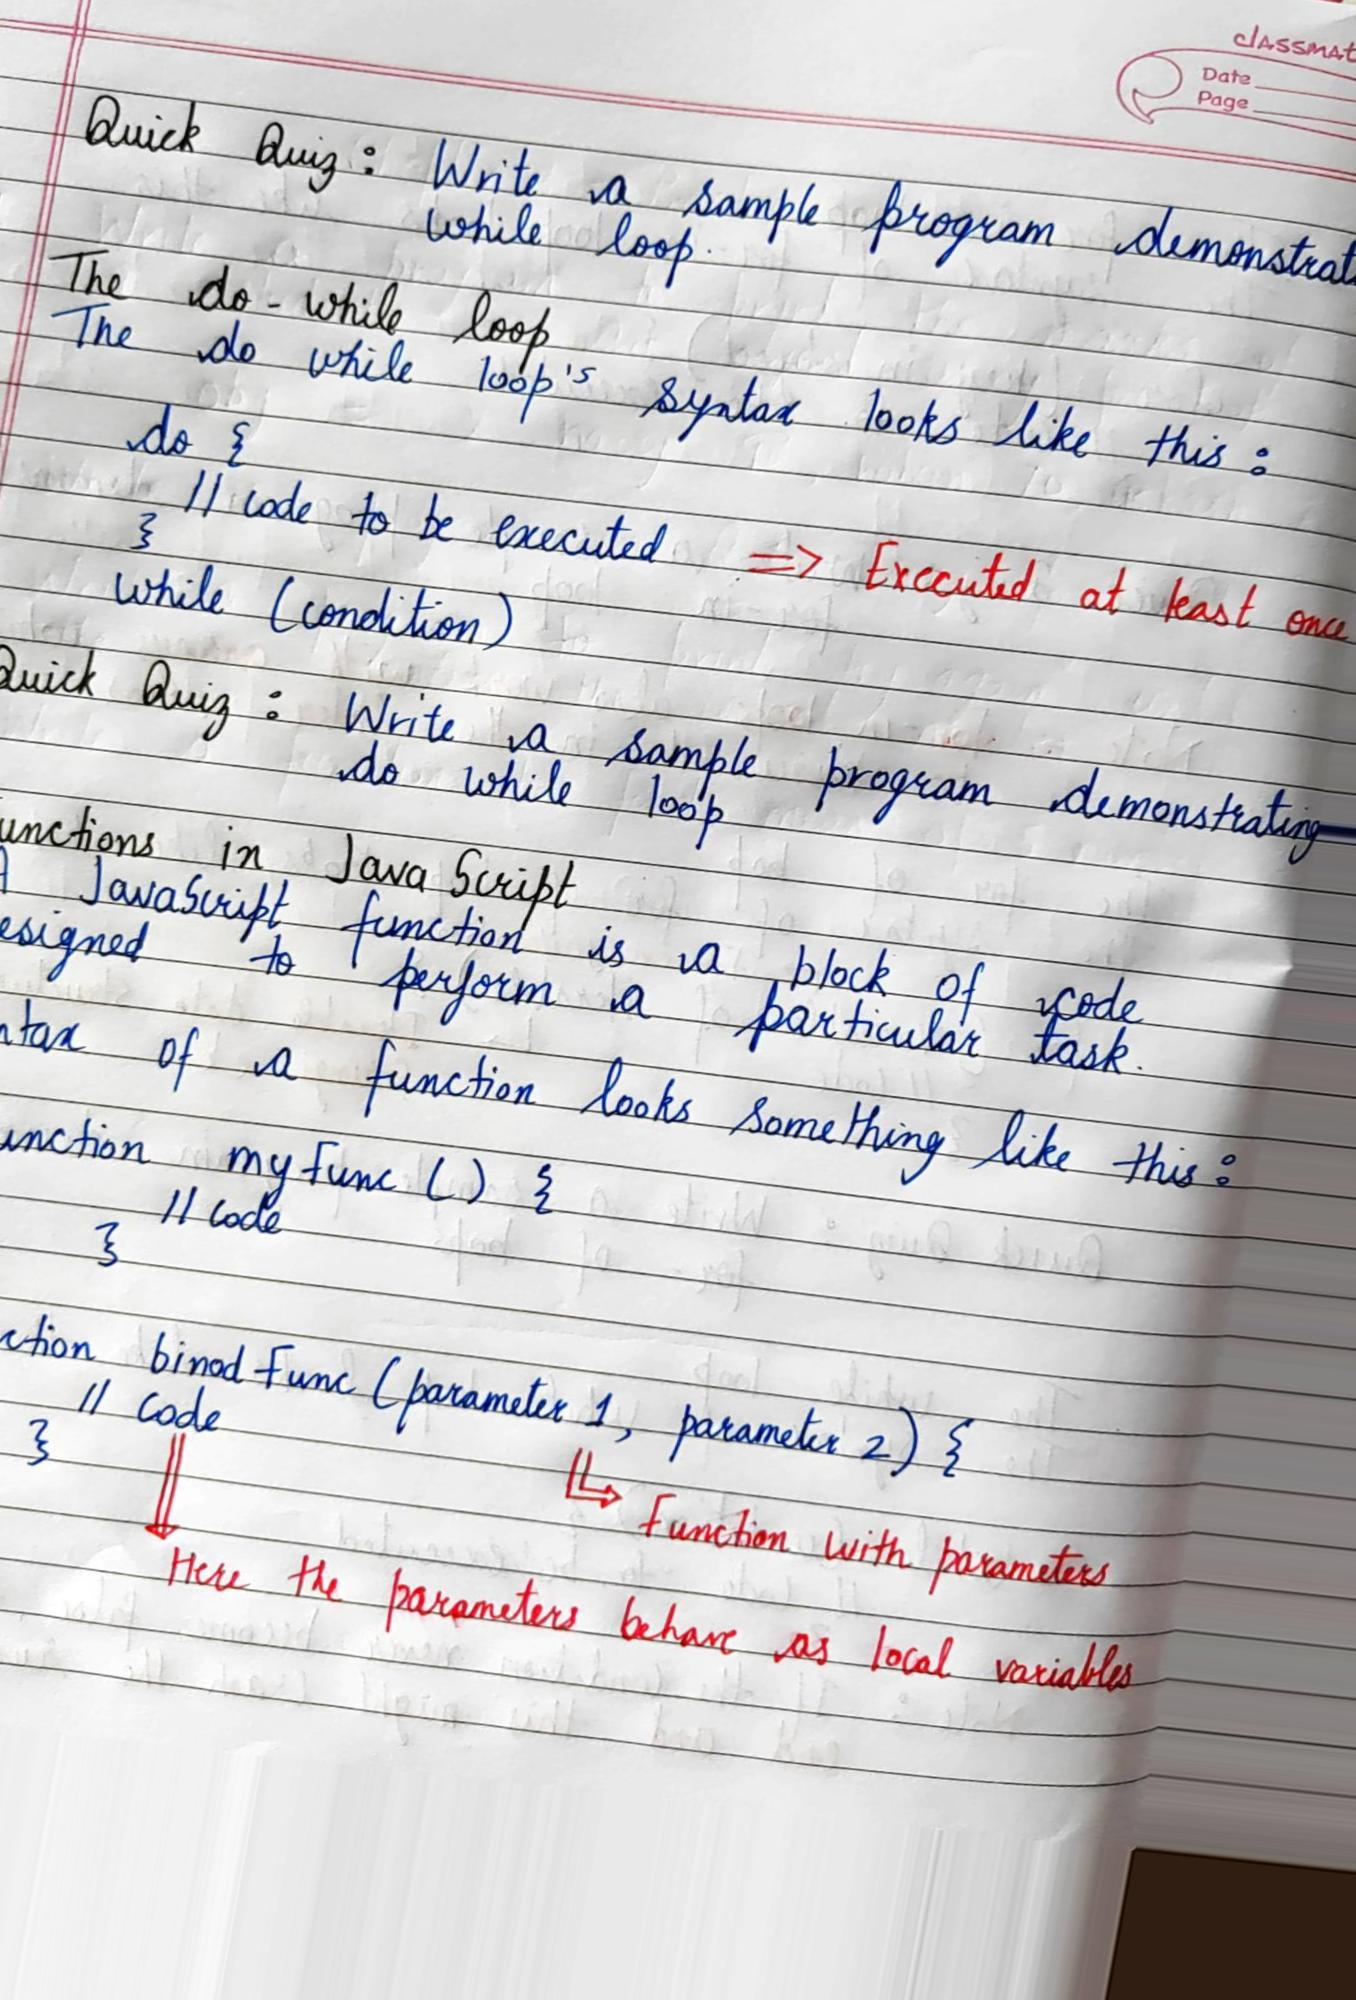 classmat
Date
Page
Quick Quiz : Write a sample program demonstrat
while loop.
The do-while loop
The do while loop's syntax looks like this :
do {
// code to be executed => Executed at least once
}
while (condition)
Quick Quiz : Write a sample program demonstrating
do while loop
unctions in JavaScript
A JavaScript function is a block of code
esigned to perform a particular task.
ntax of a function looks something like this :
unction myFunc () {
// code
}
ction binodFunc (parameter 1, parameter 2) {
// code
}
Function with parameters
Here the parameters behave as local variables